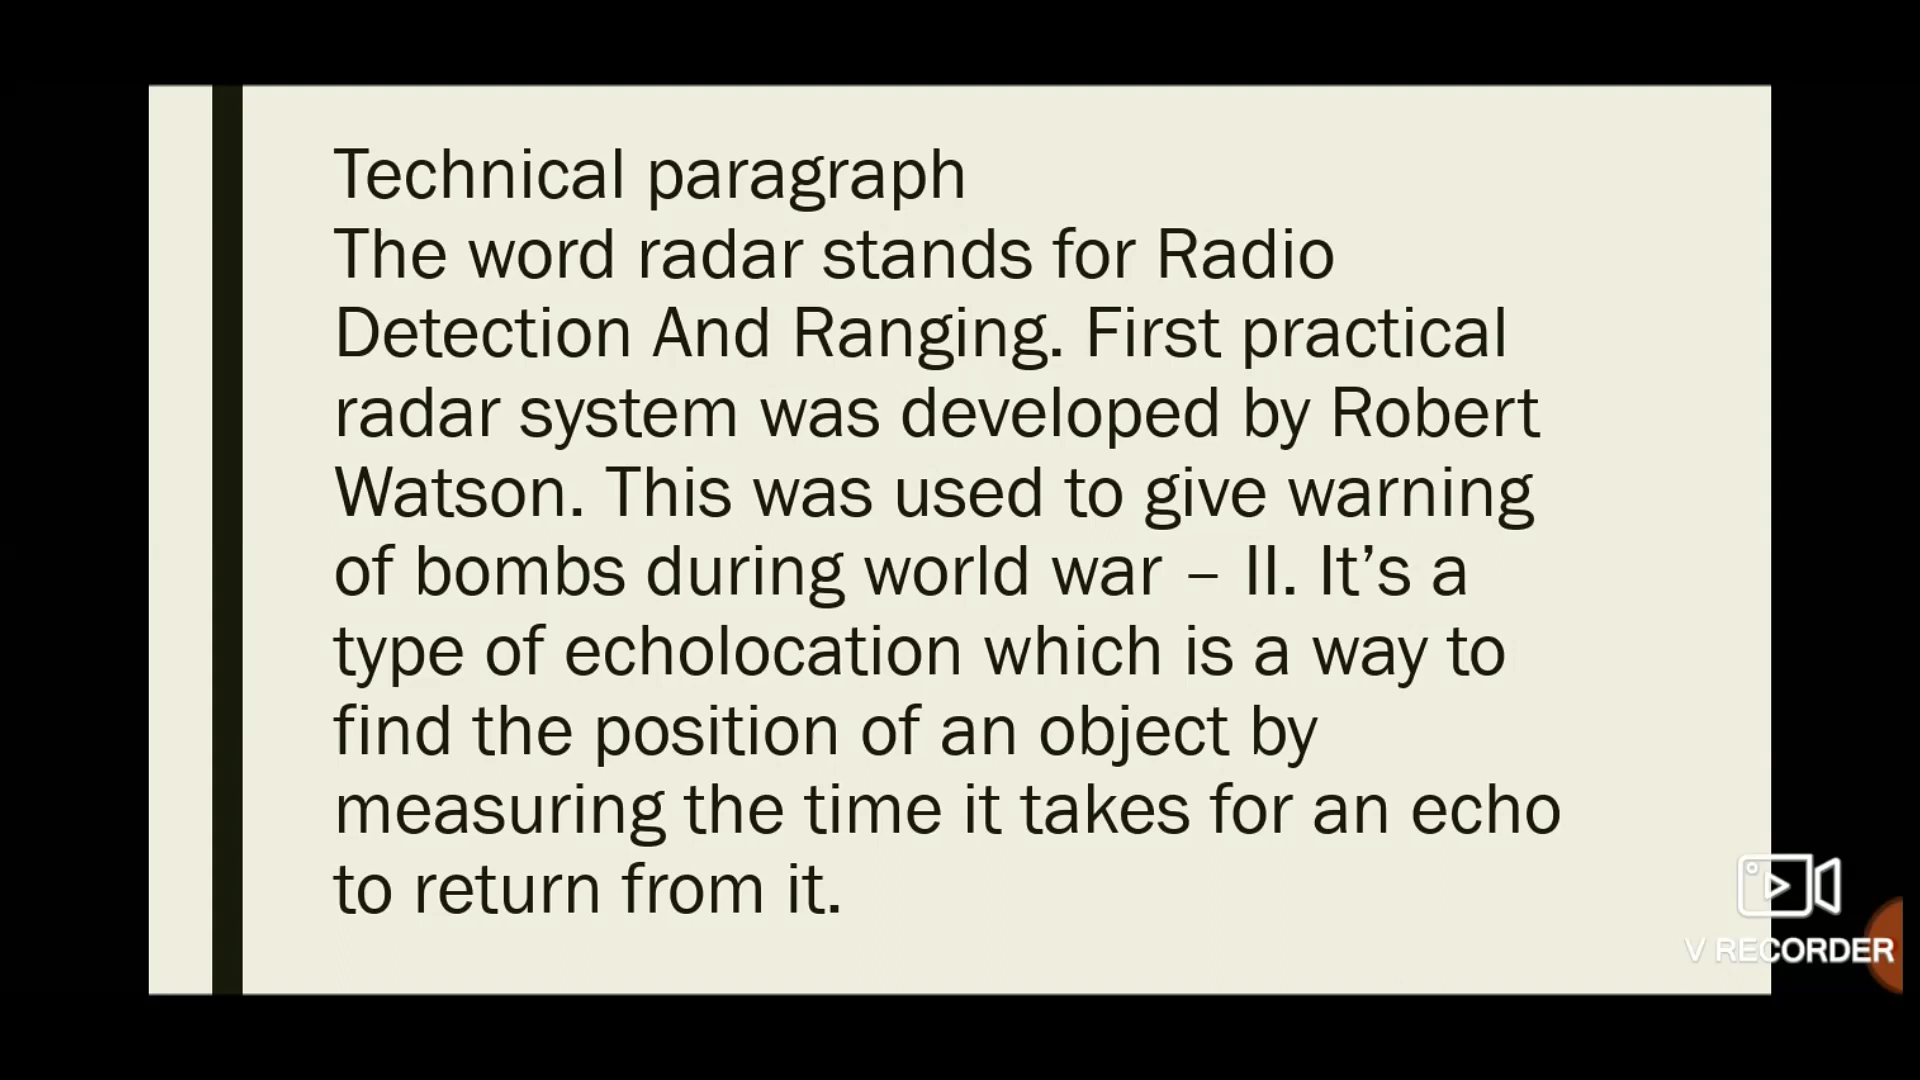 Technical paragraph
The word radar stands for Radio
Detection And Ranging. First practical
radar system was developed by Robert
Watson. This was used to give warning
of bombs during world war – II. It’s a
type of echolocation which is a way to
find the position of an object by
measuring the time it takes for an echo
to return from it.
V RECORDER